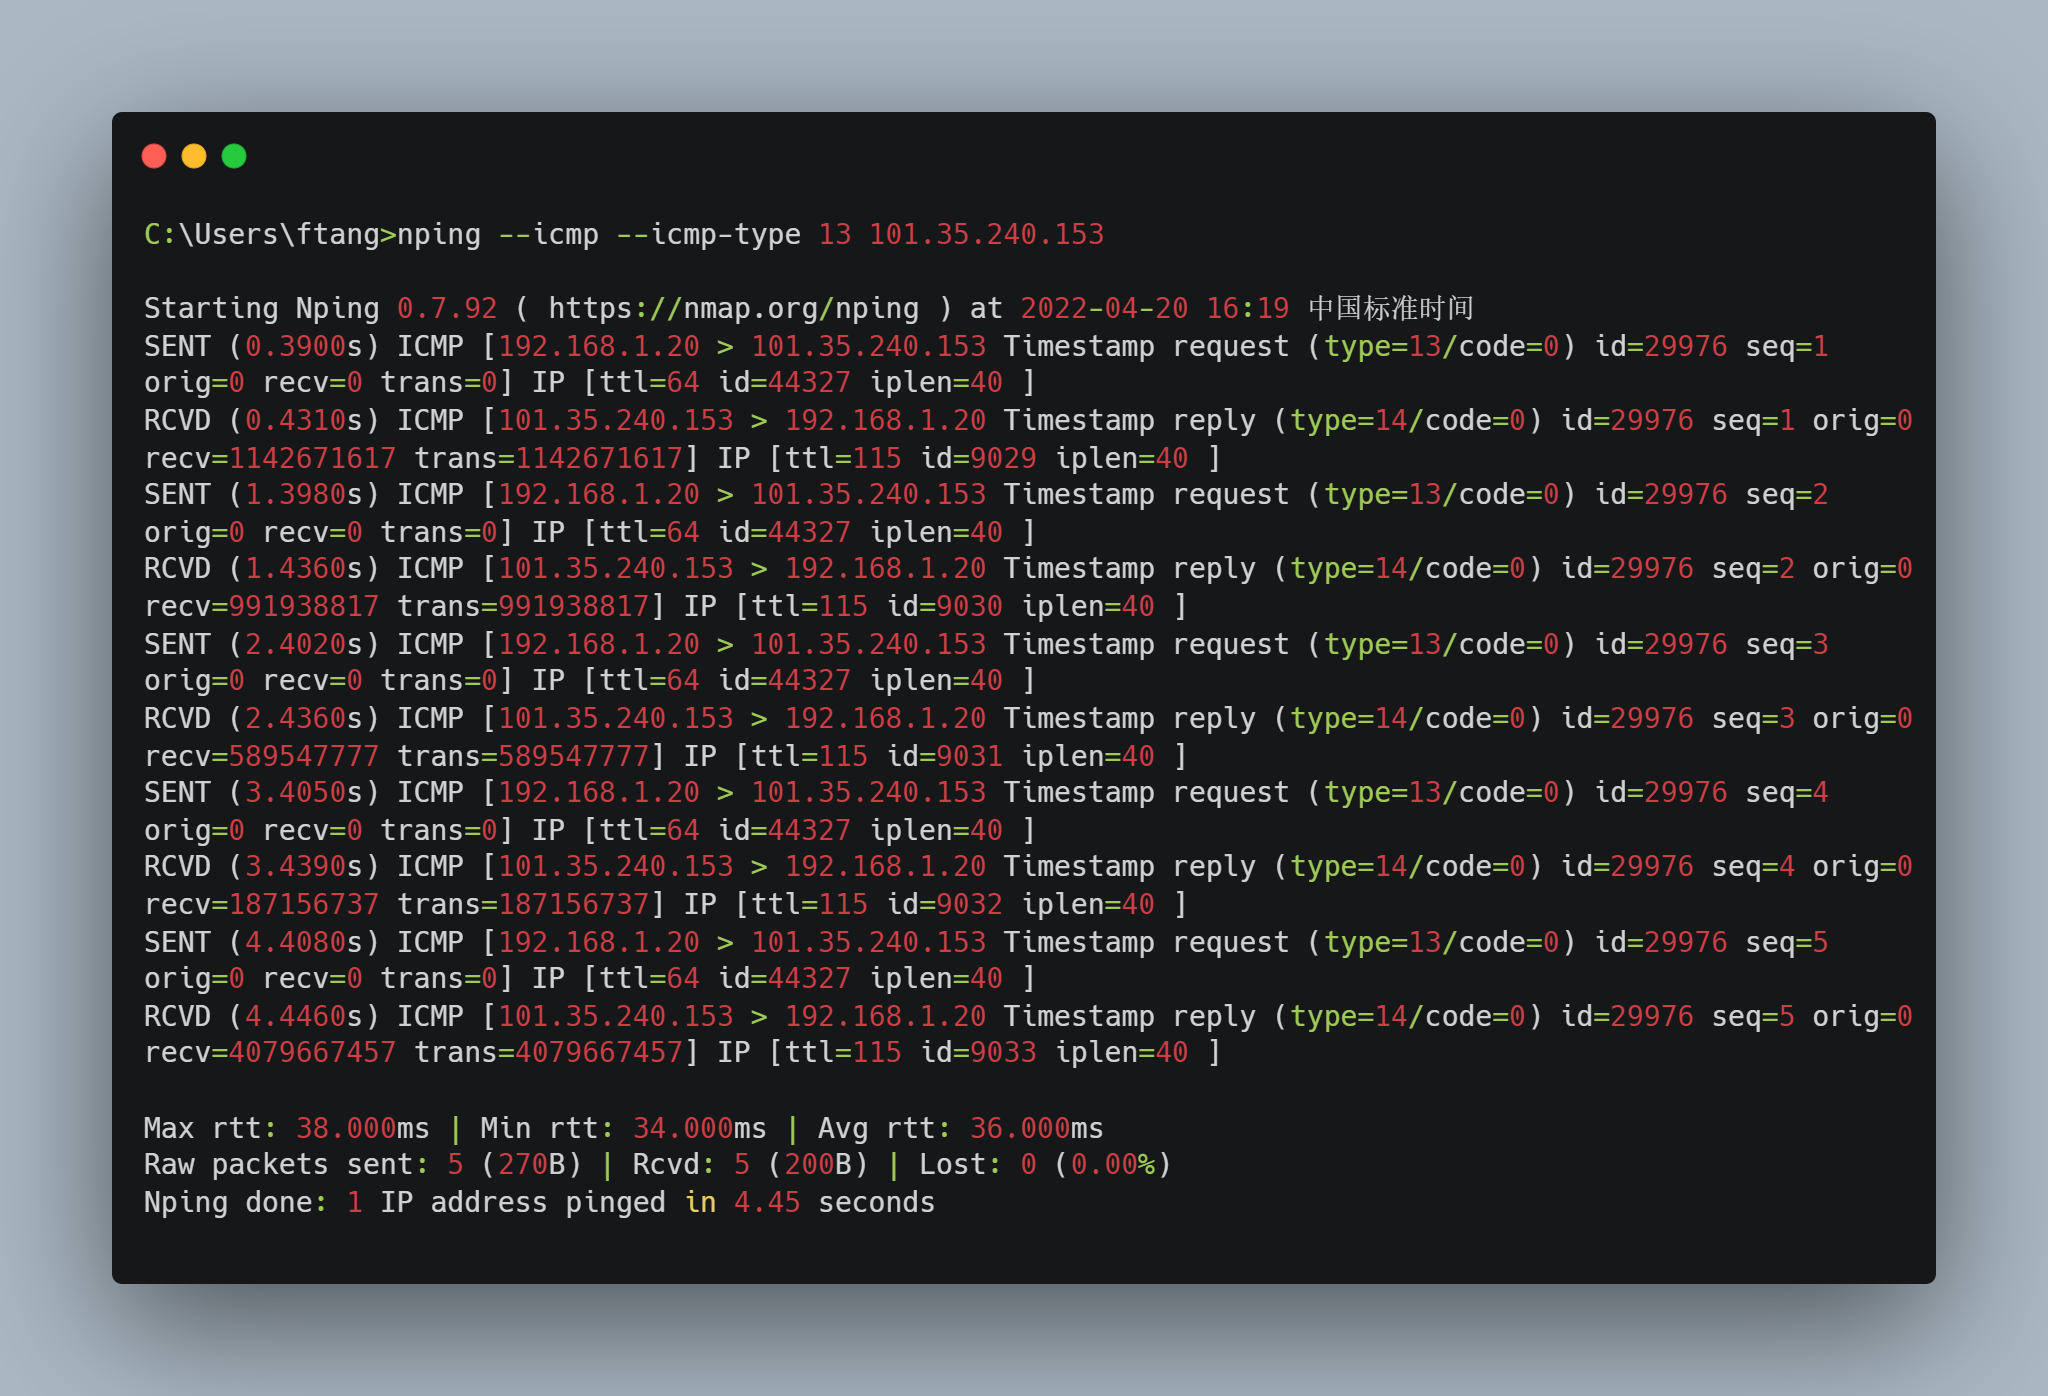 C:\Users\ftang>nping --icmp --icmp-type 13 101.35.240.153
Starting Nping 0.7.92 ( https://nmap.org/nping ) at 2022-04-20 16:19 中国标准时间
SENT (0.3900s) ICMP [192.168.1.20 > 101.35.240.153 Timestamp request (type=13/code=0) id=29976 seq=1
orig=0 recv=0 trans=0] IP [ttl=64 id=44327 iplen=40 ]
RCVD (0.4310s) ICMP [101.35.240.153 > 192.168.1.20 Timestamp reply (type=14/code=0) id=29976 seq=1 orig=0
recv=1142671617 trans=1142671617] IP [ttl=115 id=9029 iplen=40 ]
SENT (1.3980s) ICMP [192.168.1.20 > 101.35.240.153 Timestamp request (type=13/code=0) id=29976 seq=2
orig=0 recv=0 trans=0] IP [ttl=64 id=44327 iplen=40 ]
RCVD (1.4360s) ICMP [101.35.240.153 > 192.168.1.20 Timestamp reply (type=14/code=0) id=29976 seq=2 orig=0
recv=991938817 trans=991938817] IP [ttl=115 id=9030 iplen=40 ]
SENT (2.4020s) ICMP [192.168.1.20 > 101.35.240.153 Timestamp request (type=13/code=0) id=29976 seq=3
orig=0 recv=0 trans=0] IP [ttl=64 id=44327 iplen=40 ]
RCVD (2.4360s) ICMP [101.35.240.153 > 192.168.1.20 Timestamp reply (type=14/code=0) id=29976 seq=3 orig=0
recv=589547777 trans=589547777] IP [ttl=115 id=9031 iplen=40 ]
SENT (3.4050s) ICMP [192.168.1.20 > 101.35.240.153 Timestamp request (type=13/code=0) id=29976 seq=4
orig=0 recv=0 trans=0] IP [ttl=64 id=44327 iplen=40 ]
RCVD (3.4390s) ICMP [101.35.240.153 > 192.168.1.20 Timestamp reply (type=14/code=0) id=29976 seq=4 orig=0
recv=187156737 trans=187156737] IP [ttl=115 id=9032 iplen=40 ]
SENT (4.4080s) ICMP [192.168.1.20 > 101.35.240.153 Timestamp request (type=13/code=0) id=29976 seq=5
orig=0 recv=0 trans=0] IP [ttl=64 id=44327 iplen=40 ]
RCVD (4.4460s) ICMP [101.35.240.153 > 192.168.1.20 Timestamp reply (type=14/code=0) id=29976 seq=5 orig=0
recv=4079667457 trans=4079667457] IP [ttl=115 id=9033 iplen=40 ]
Max rtt: 38.000ms | Min rtt: 34.000ms | Avg rtt: 36.000ms
Raw packets sent: 5 (270B) | Rcvd: 5 (200B) | Lost: 0 (0.00%)
Nping done: 1 IP address pinged in 4.45 seconds